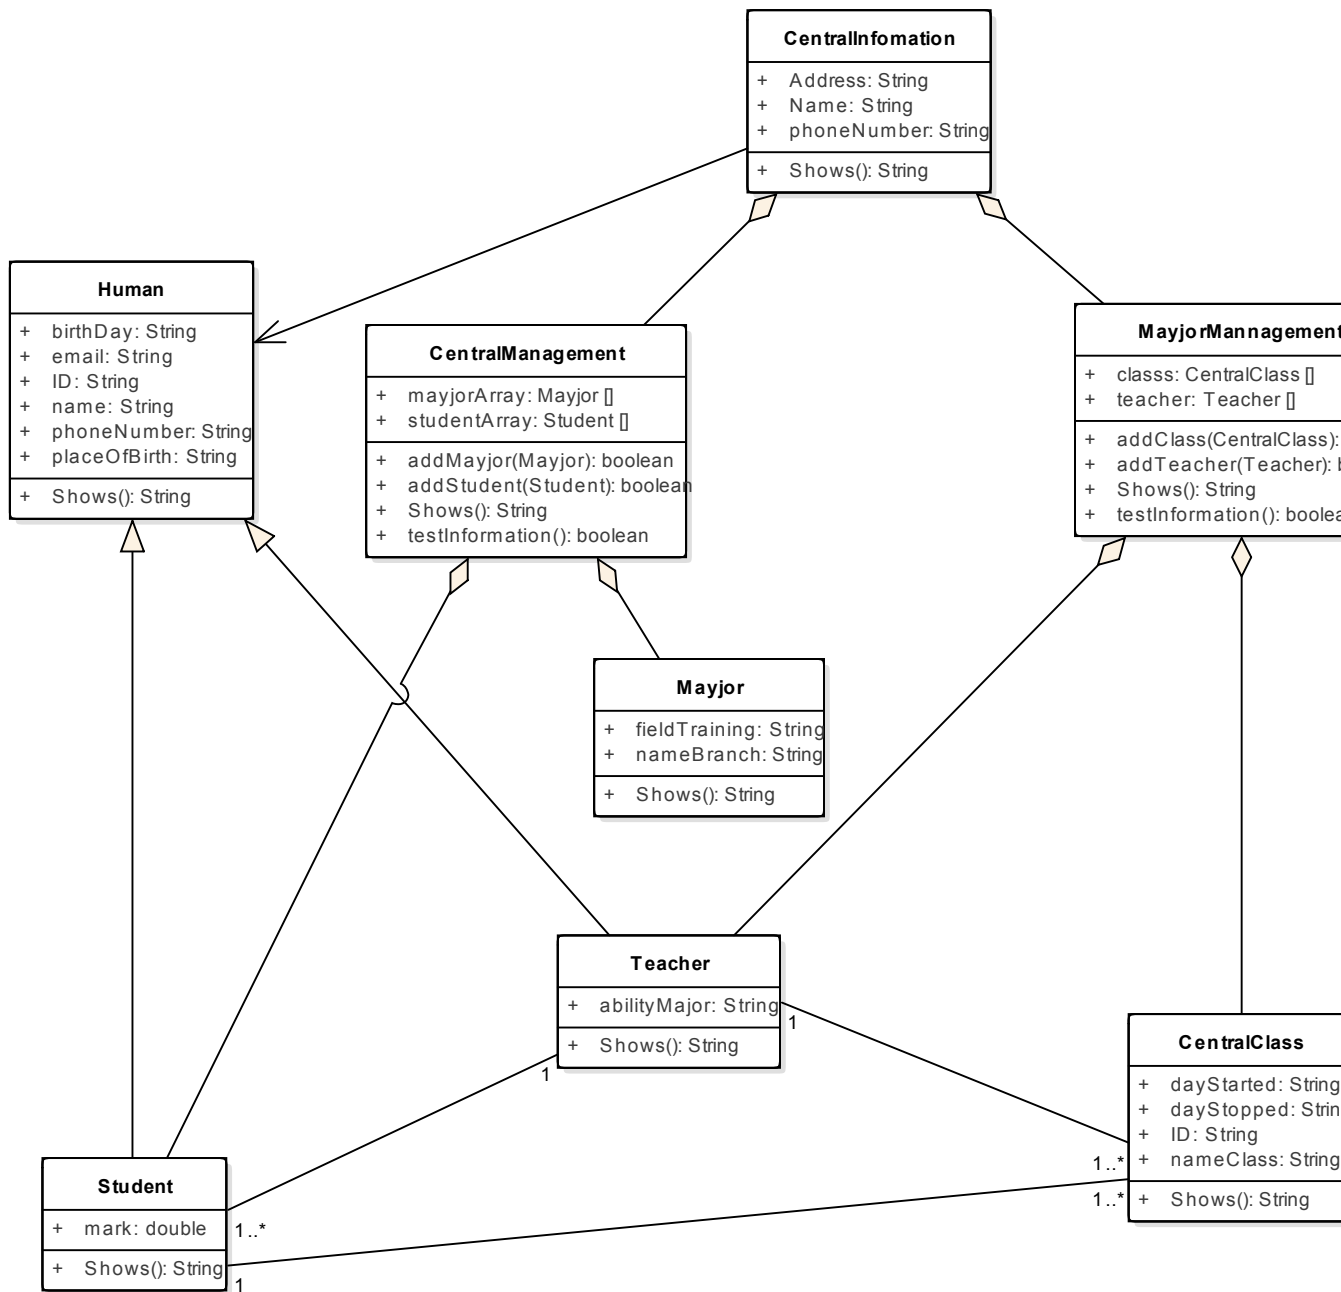 CentralInfomation
+ Address: String
+ Name: String
+ phoneNumber: String
+ Shows(): String
Human
+ birthDay: String
+ email: String
+ ID: String
+ name: String
+ phoneNumber: String
+ placeOfBirth: String
+ Shows(): String
CentralManagement
+ mayjorArray: Mayjor []
+ studentArray: Student []
+ addMayjor(Mayjor): boolean
+ addStudent(Student): boolean
+ Shows(): String
+ testInformation(): boolean
MayjorMannagement
+ classs: CentralClass []
+ teacher: Teacher []
+ addClass(CentralClass):
+ addTeacher(Teacher):
+ Shows(): String
+ testInformation():
Mayjor
+ fieldTraining: String
+ nameBranch: String
+ Shows(): String
Teacher
+ abilityMajor: String
+ Shows(): String
1
1
CentralClass
+ dayStarted: String
+ dayStopped:
+ ID: String
+ nameClass: String
+ Shows(): String
1..*
1..*
Student
+ mark: double
+ Shows(): String
1..*
1